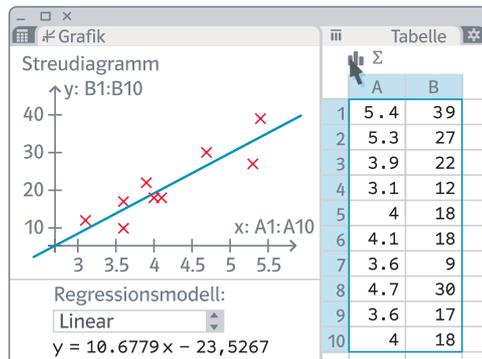 Grafik
Streudiagramm
y: B1:B10
40
30
20
10
x: A1:A10
3 3.5 4 4.5 5 5.5
Regressionsmodell:
Linear
y = 10.6779x – 23,5267
Tabelle
Σ
A B
1 5.4 39
2 5.3 27
3 3.9 22
4 3.1 12
5 4 18
6 4.1 18
7 3.6 9
8 4.7 30
9 3.6 17
10 4 18